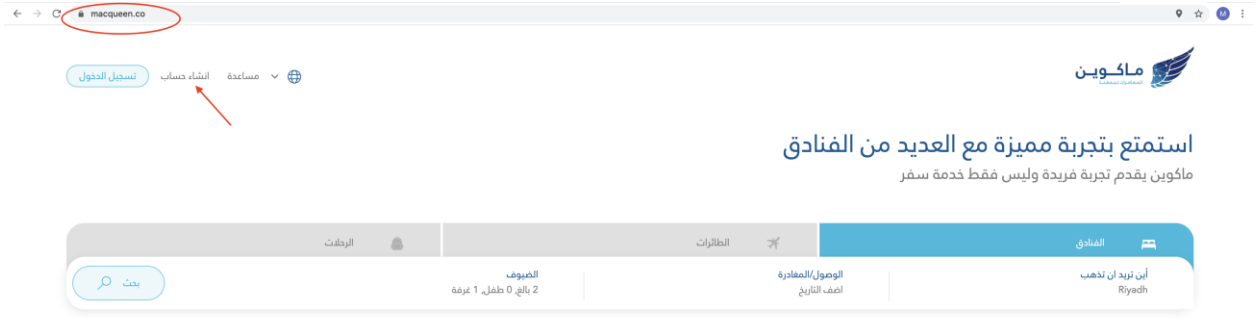 macqueen.co
M
ماكـويـن
مساعدة
انشاء حساب
تسجيل الدخول
استمتع بتجربة مميزة مع العديد من الفنادق
ماكوين يقدم تجربة فريدة وليس فقط خدمة سفر
الفنادق
الطائرات
الرحلات
أين تريد ان تذهب
Riyadh
الوصول/المغادرة
اضف التاريخ
الضيوف
2 بالغ, 0 طفل, 1 غرفة
بحث